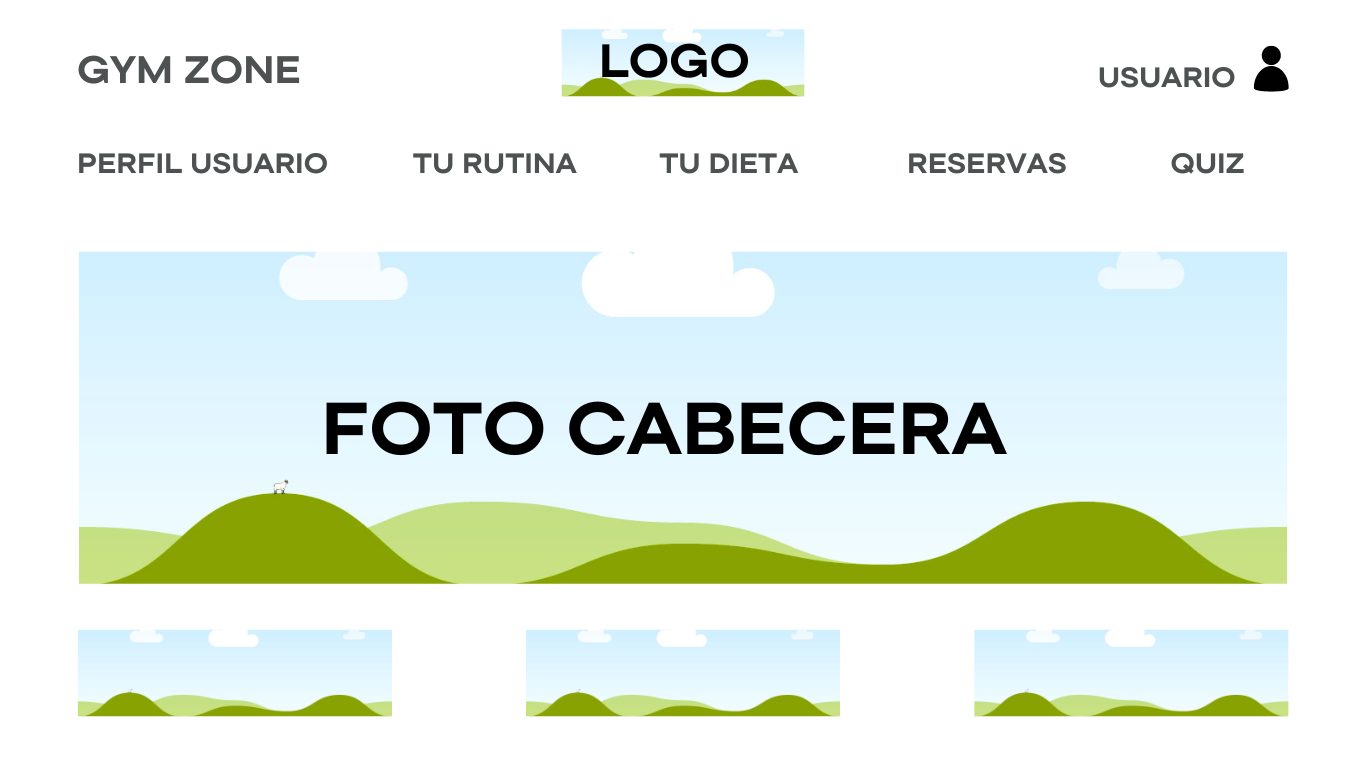 GYM ZONE
LOGO
USUARIO
PERFIL USUARIO
TU RUTINA
TU DIETA
RESERVAS
QUIZ
FOTO CABECERA